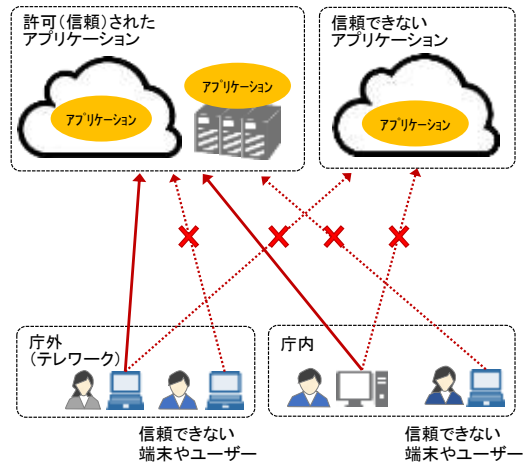 許可(信頼)された
アプリケーション
アプリケーション
アプリケーション
信頼できない
アプリケーション
アプリケーション
庁外
(テレワーク)
信頼できない
端末やユーザー
庁内
信頼できない
端末やユーザー